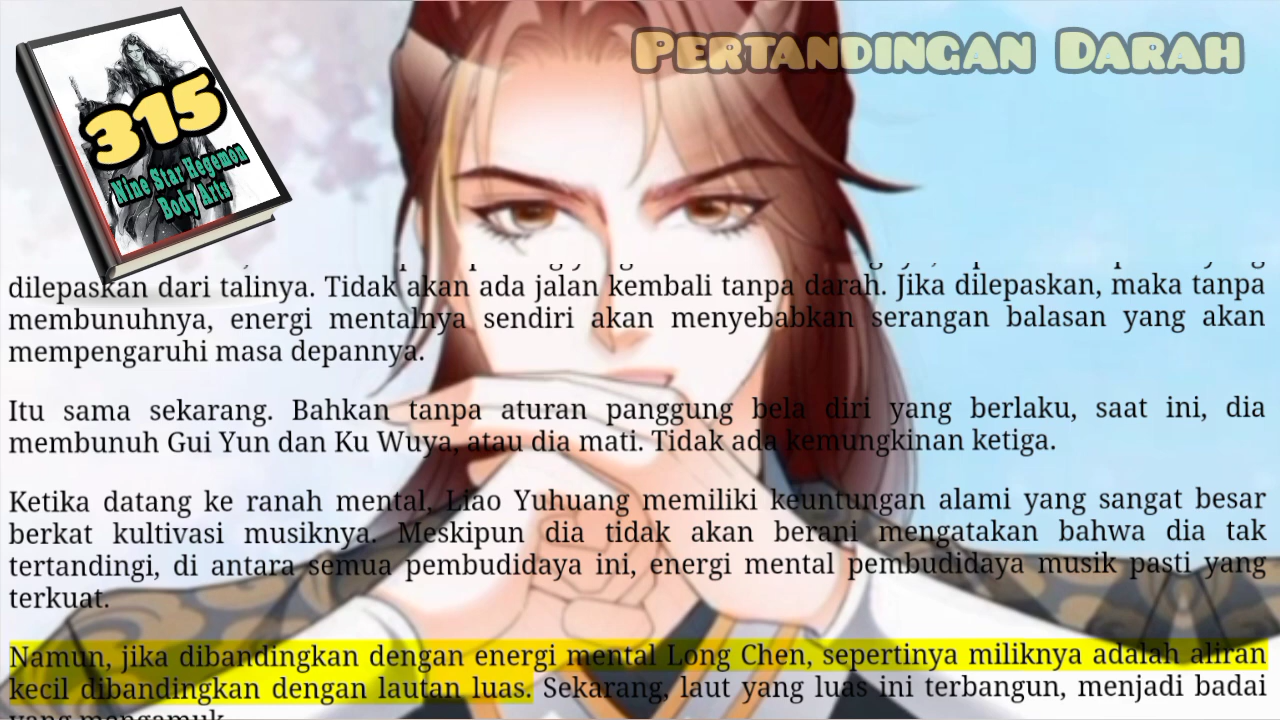 PERTANDINGAN DARAH
315
Nine Star Hegemon
Body Arts
dilepaskan dari talinya. Tidak akan ada jalan kembali tanpa darah. Jika dilepaskan, maka tanpa
membunuhnya, energi mentalnya sendiri akan menyebabkan serangan balasan yang akan
mempengaruhi masa depannya.
Itu sama sekarang. Bahkan tanpa aturan panggung bela diri yang berlaku, saat ini, dia
membunuh Gui Yun dan Ku Wuya, atau dia mati. Tidak ada kemungkinan ketiga.
Ketika datang ke ranah mental, Liao Yuhuang memiliki keuntungan alami yang sangat besar
berkat kultivasi musiknya. Meskipun dia tidak akan berani mengatakan bahwa dia tak
tertandingi, di antara semua pembudidaya ini, energi mental pembudidaya musik pasti yang
terkuat.
Namun, jika dibandingkan dengan energi mental Long Chen, sepertinya miliknya adalah aliran
kecil dibandingkan dengan lautan luas. Sekarang, laut yang luas ini terbangun, menjadi badai
yang mengamuk.